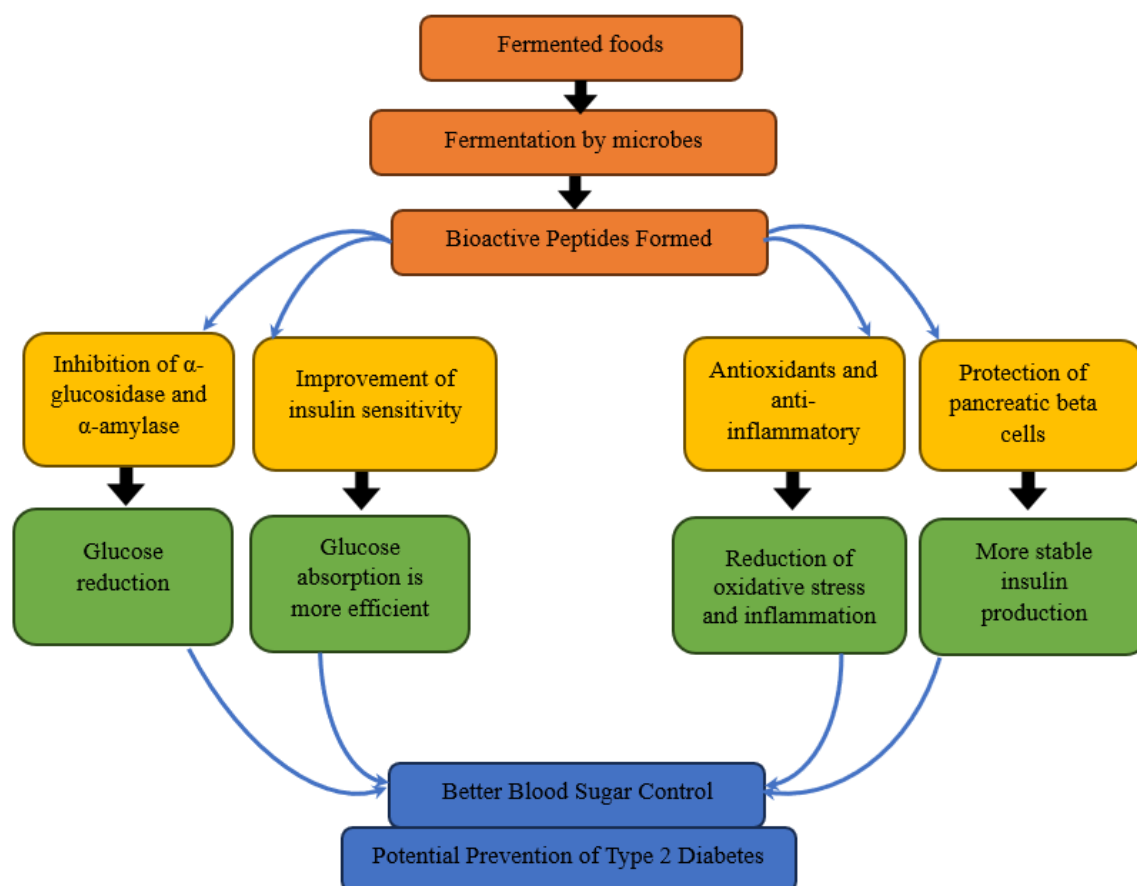 Fermented foods
Fermentation by microbes
Bioactive Peptides Formed
Inhibition of α-
glucosidase and
α-amylase
Improvement of
insulin sensitivity
Antioxidants and
anti-
inflammatory
Protection of
pancreatic beta
cells
Glucose
reduction
Glucose
absorption is
more efficient
Reduction of
oxidative stress
and inflammation
More stable
insulin
production
Better Blood Sugar Control
Potential Prevention of Type 2 Diabetes